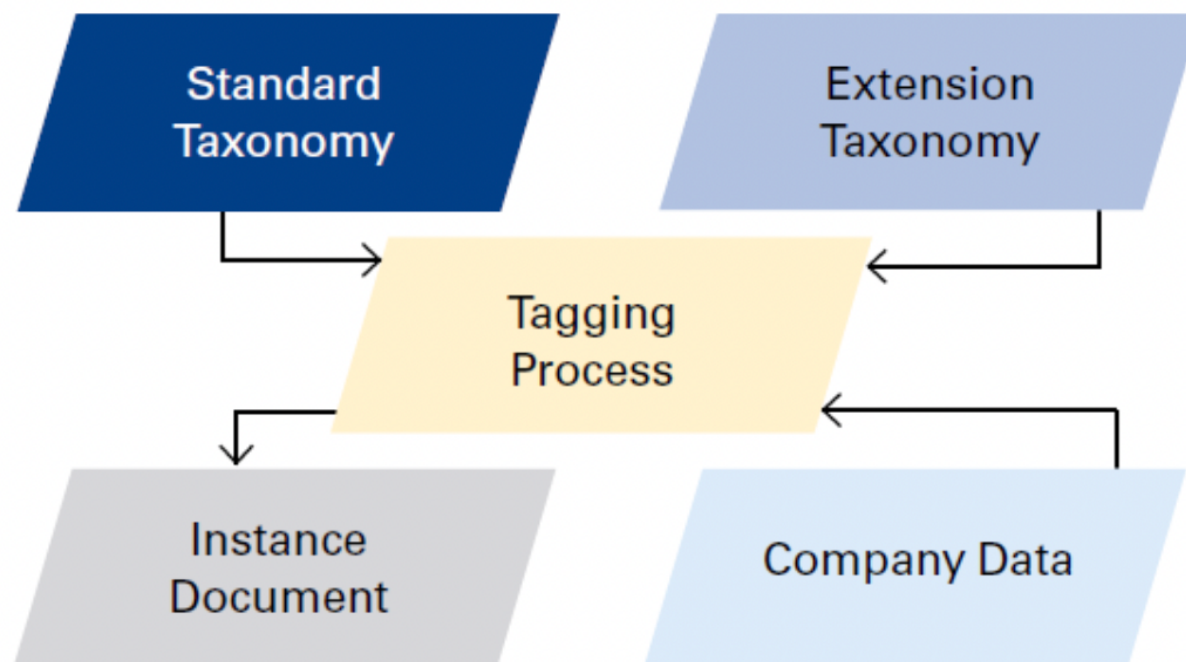 Standard
Taxonomy
Extension
Taxonomy
Tagging
Process
Instance
Document
Company Data